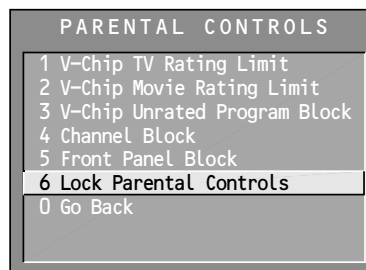 PARENTAL CONTROLS
1 V-Chip TV Rating Limit
2 V-Chip Movie Rating Limit
3 V-Chip Unrated Program Block
4 Channel Block
5 Front Panel Block
6 Lock Parental Controls
0 Go Back